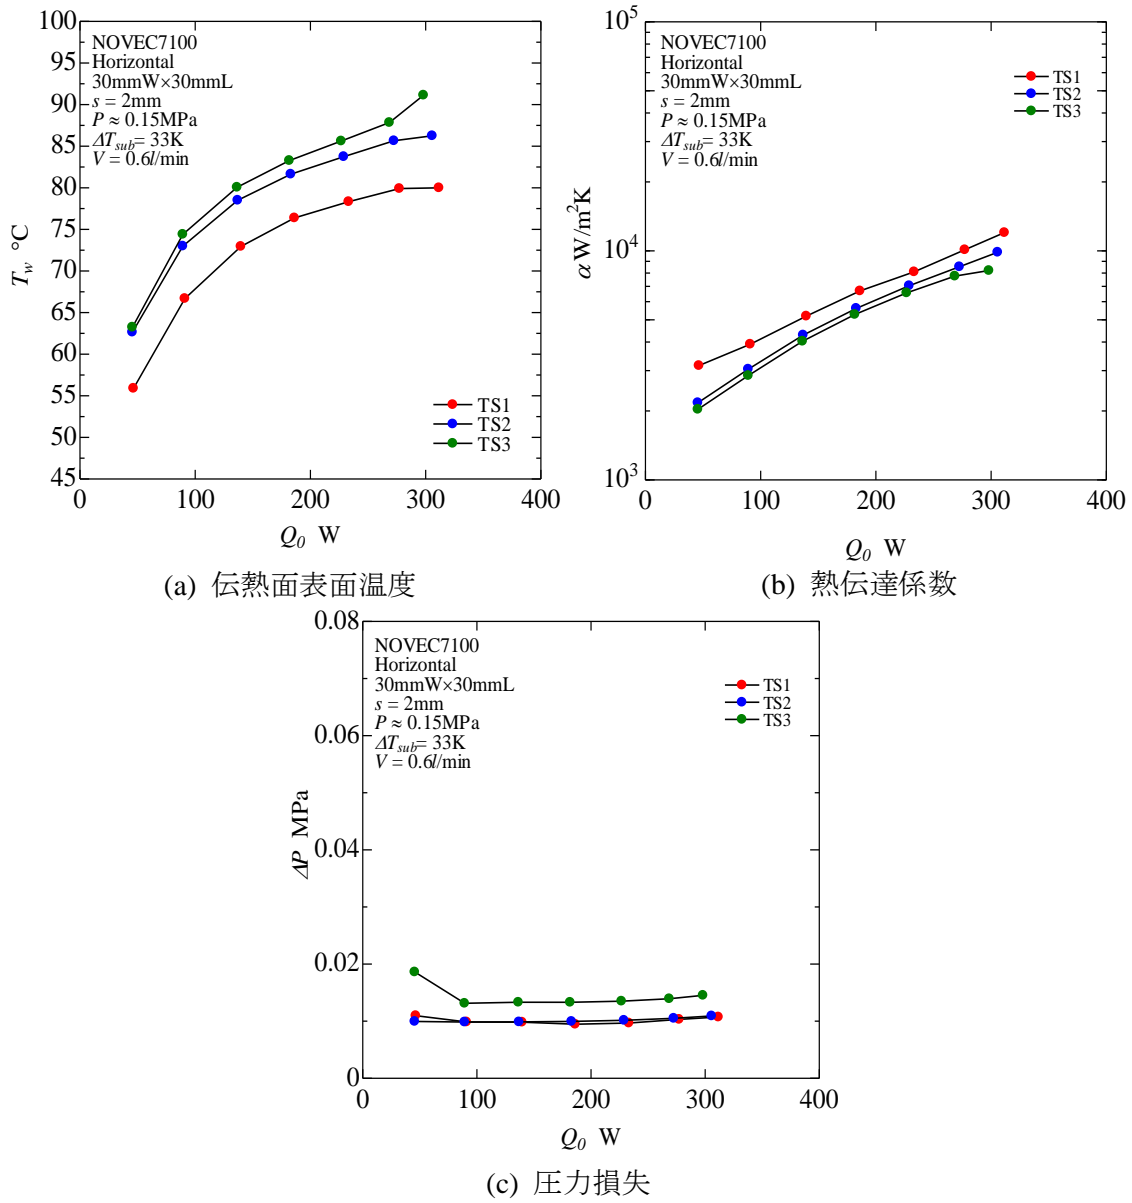 100
95
90
85
80
75
70
65
60
55
50
45
T_w °C
NOVEC7100
Horizontal
30mmW×30mmL
s = 2mm
P ≈ 0.15MPa
ΔT_sub= 33K
V = 0.6l/min
TS1
TS2
TS3
0 100 200 300 400
Q_0 W
(a) 伝熱面表面温度
10^5
10^4
10^3
α W/m²K
NOVEC7100
Horizontal
30mmW×30mmL
s = 2mm
P ≈ 0.15MPa
ΔT_sub= 33K
V = 0.6l/min
TS1
TS2
TS3
0 100 200 300 400
Q_0 W
(b) 熱伝達係数
0.08
0.06
0.04
0.02
0
ΔP MPa
NOVEC7100
Horizontal
30mmW×30mmL
s = 2mm
P ≈ 0.15MPa
ΔT_sub= 33K
V = 0.6l/min
TS1
TS2
TS3
0 100 200 300 400
Q_0 W
(c) 圧力損失